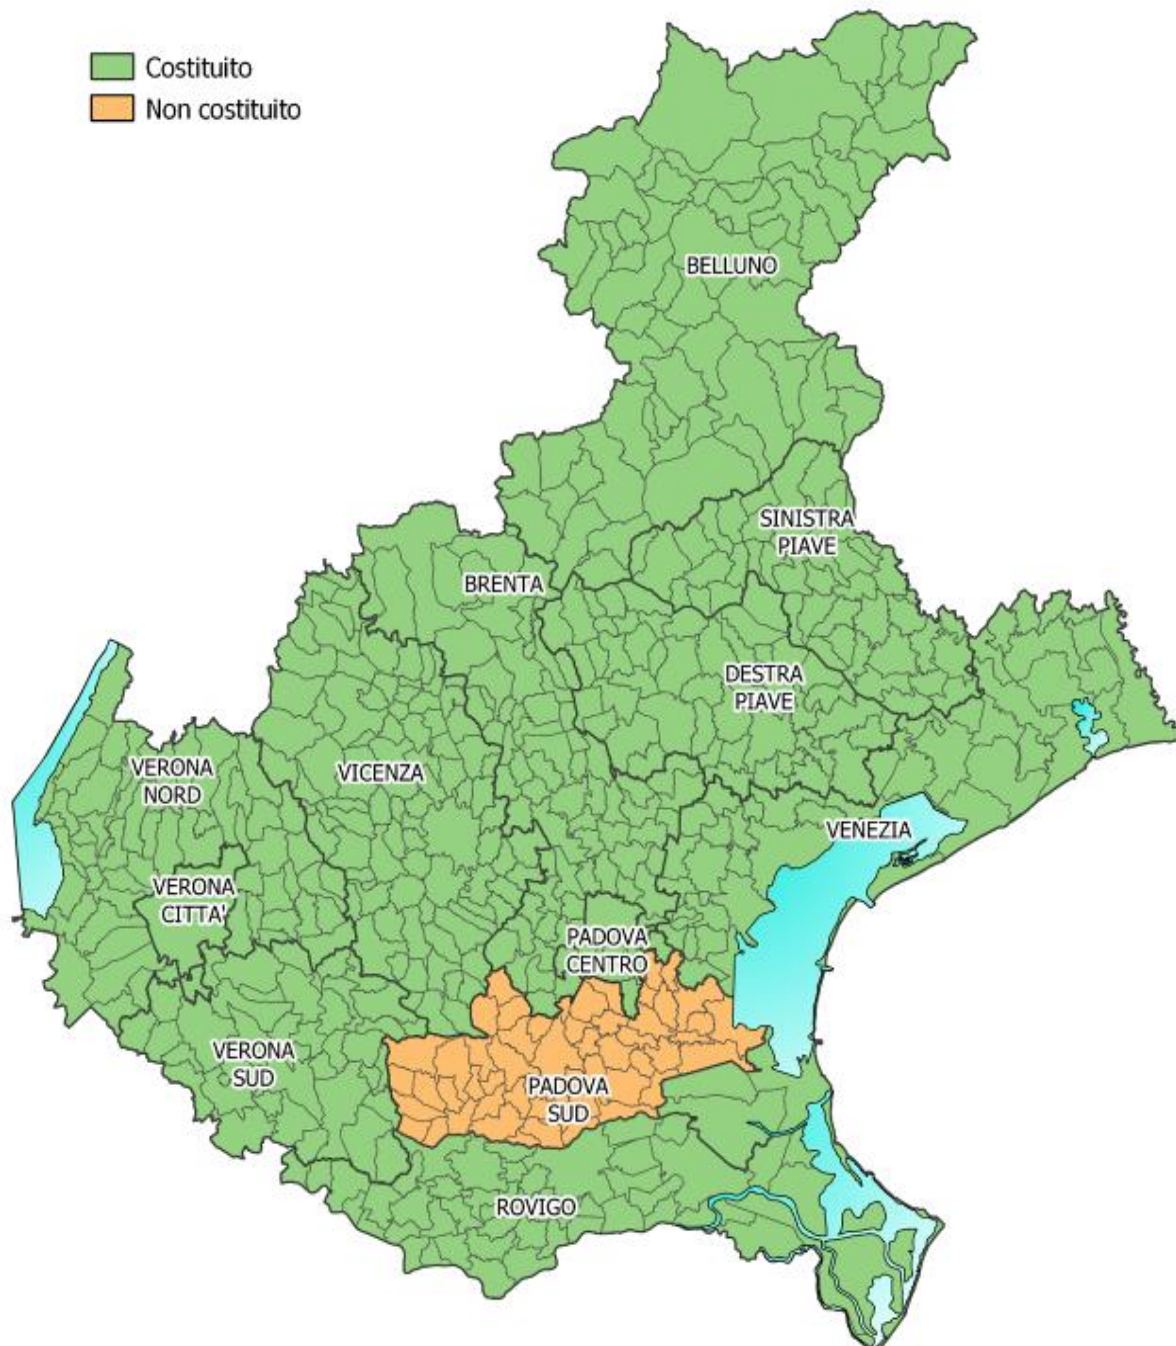 Costituito
Non costituito
BELLUNO
SINISTRA
PIAVE
BRENTA
DESTRA
PIAVE
VERONA
NORD
VICENZA
VENEZIA
VERONA
CITTA'
PADOVA
CENTRO
VERONA
SUD
PADOVA
SUD
ROVIGO